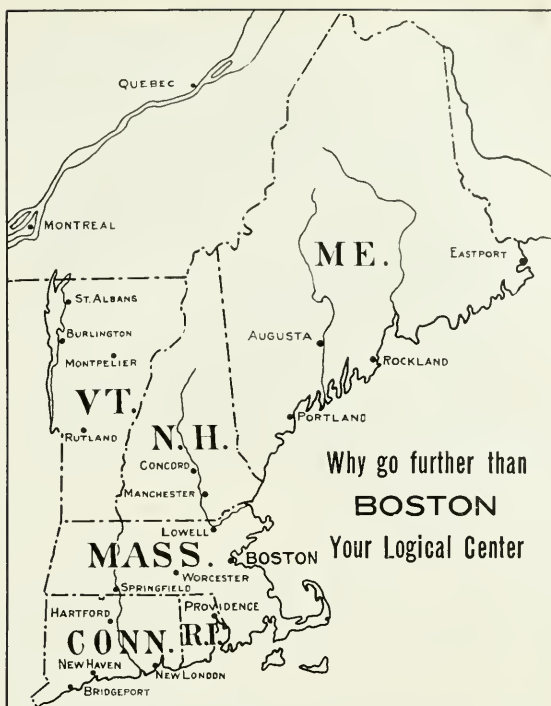 QUEBEC
MONTREAL
ME.
EASTPORT
ST. ALBANS
BURLINGTON
MONTPELIER
AUGUSTA
ROCKLAND
VT.
PORTLAND
RUTLAND
N.H.
CONCORD
MANCHESTER
Why go further than
BOSTON
Your Logical Center
LOWELL
MASS.
BOSTON
WORCESTER
SPRINGFIELD
HARTFORD
PROVIDENCE
CONN.
R.I.
NEW HAVEN
NEW LONDON
BRIDGEPORT